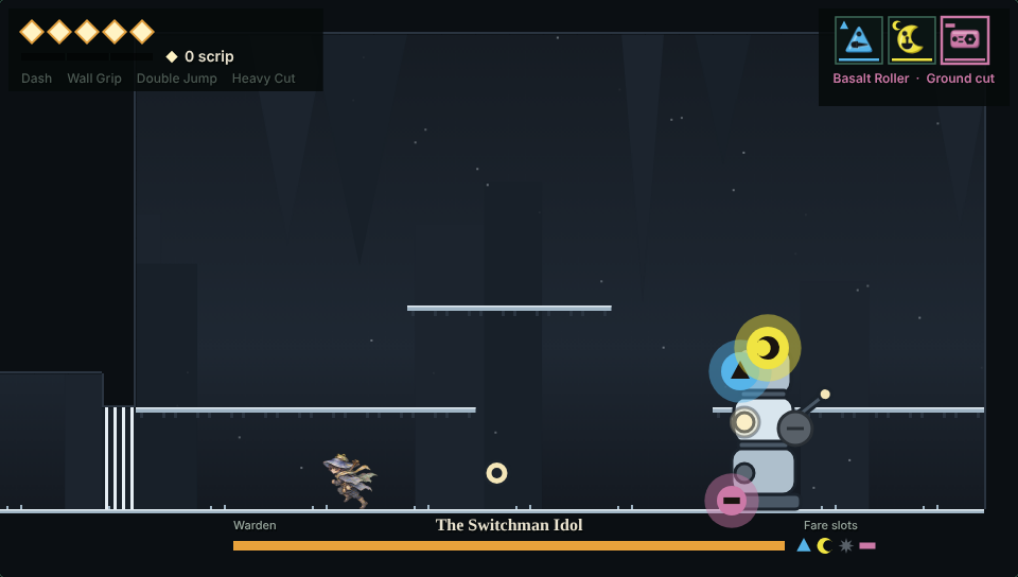 0 scrip
Dash Wall Grip Double Jump Heavy Cut
Basalt Roller · Ground cut
Warden
The Switchman Idol
Fare slots